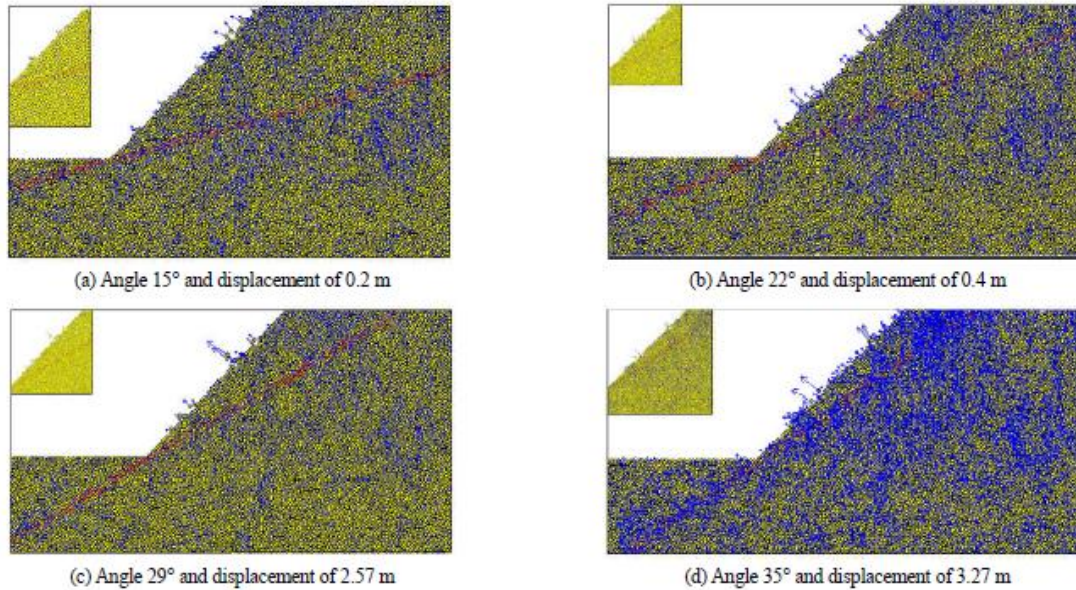 (a) Angle 15° and displacement of 0.2 m
(b) Angle 22° and displacement of 0.4 m
(c) Angle 29° and displacement of 2.57 m
(d) Angle 35° and displacement of 3.27 m